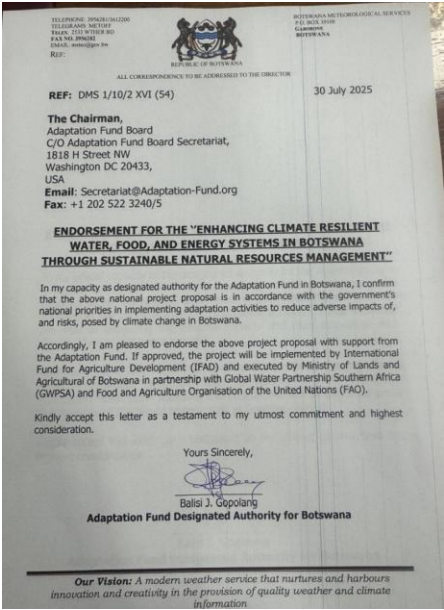 TELEPHONE: 3956281/3612200
TELEGRAMS: METOFF
TELEX: 2533 WTHER BD
FAX NO. 3956282
EMAIL:
REF:
REPUBLIC OF BOTSWANA
BOTSWANA METEOROLOGICAL SERVICES
P.O. BOX 10100
GABORONE
BOTSWANA
ALL CORRESPONDENCE TO BE ADDRESSED TO THE DIRECTOR
REF: DMS 1/10/2 XVI (54)
30 July 2025
The Chairman,
Adaptation Fund Board
C/O Adaptation Fund Board Secretariat,
1818 H Street NW
Washington DC 20433,
USA
Email: Secretariat@Adaptation-Fund.org
Fax: +1 202 522 3240/5
ENDORSEMENT FOR THE "ENHANCING CLIMATE RESILIENT
WATER, FOOD, AND ENERGY SYSTEMS IN BOTSWANA
THROUGH SUSTAINABLE NATURAL RESOURCES MANAGEMENT"
In my capacity as designated authority for the Adaptation Fund in Botswana, I confirm
that the above national project proposal is in accordance with the government's
national priorities in implementing adaptation activities to reduce adverse impacts of,
and risks, posed by climate change in Botswana.
Accordingly, I am pleased to endorse the above project proposal with support from
the Adaptation Fund. If approved, the project will be implemented by International
Fund for Agriculture Development (IFAD) and executed by Ministry of Lands and
Agricultural of Botswana in partnership with Global Water Partnership Southern Africa
(GWPSA) and Food and Agriculture Organisation of the United Nations (FAO).
Kindly accept this letter as a testament to my utmost commitment and highest
consideration.
Yours Sincerely,
Balisi J. Gopolang
Adaptation Fund Designated Authority for Botswana
Our Vision: A modern weather service that nurtures and harbours
innovation and creativity in the provision of quality weather and climate
information